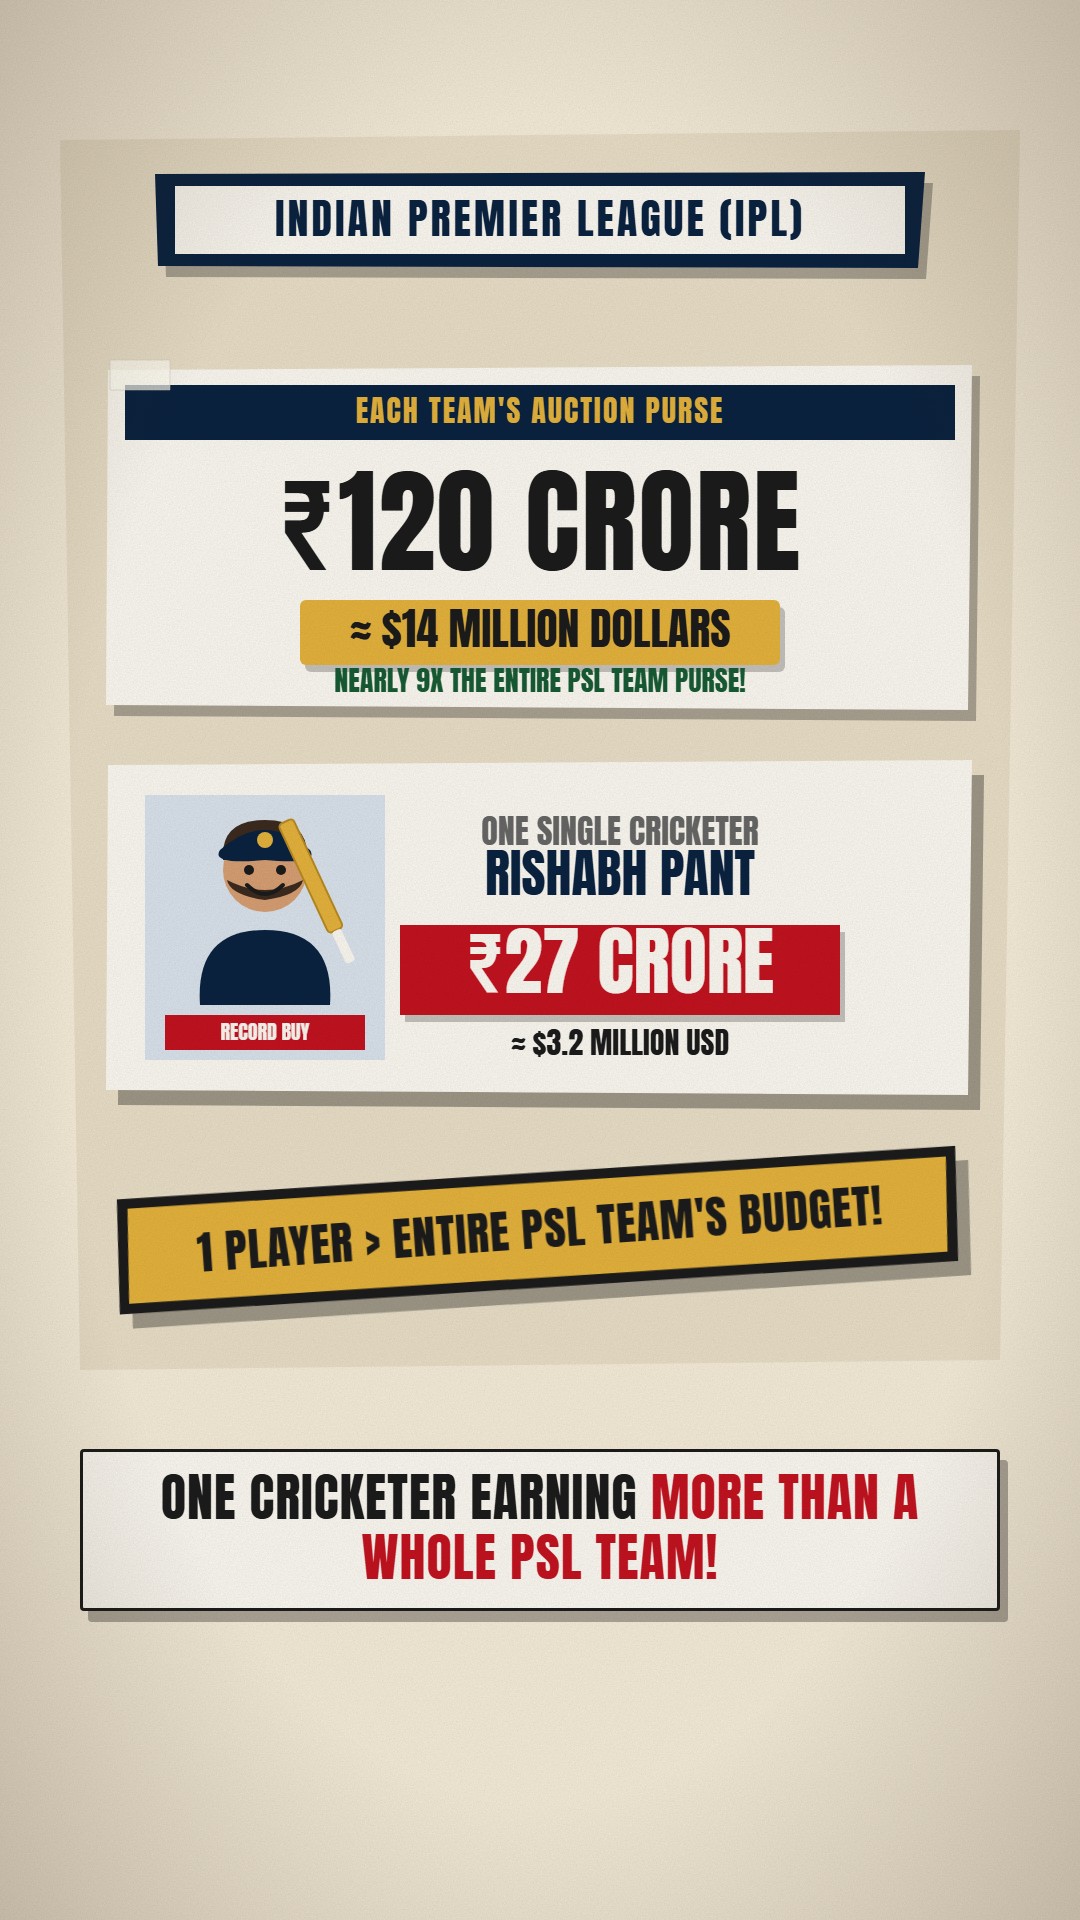 INDIAN PREMIER LEAGUE (IPL)
EACH TEAM'S AUCTION PURSE
₹120 CRORE
≈ $14 MILLION DOLLARS
NEARLY 9X THE ENTIRE PSL TEAM PURSE!
ONE SINGLE CRICKETER
RISHABH PANT
₹27 CRORE
≈ $3.2 MILLION USD
RECORD BUY
1 PLAYER > ENTIRE PSL TEAM'S BUDGET!
ONE CRICKETER EARNING MORE THAN A
WHOLE PSL TEAM!